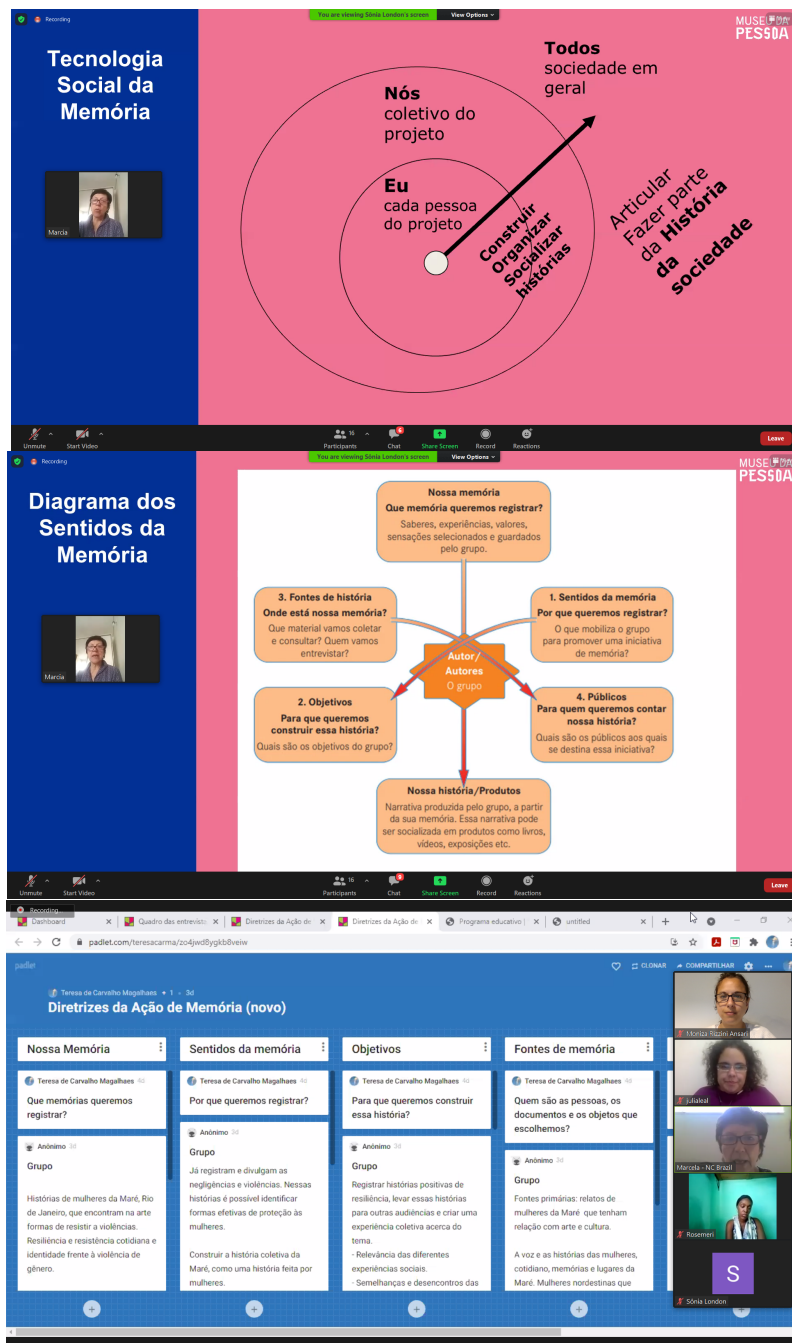 Recording
You are viewing Sônia London's screen
View Options
MUSEU DA
PESSOA
Tecnologia
Social da
Memória
Marcia
Todos
sociedade em
geral
Nós
coletivo do
projeto
Eu
cada pessoa
do projeto
Construir
Organizar
Socializar
histórias
Articular
Fazer parte
da História
da
sociedade
Unmute
Start Video
16
Participants
6
Chat
Share Screen
Record
Reactions
Leave
Recording
You are viewing Sônia London's screen
View Options
MUSEU DA
PESSOA
Diagrama dos
Sentidos da
Memória
Marcia
Nossa memória
Que memória queremos registrar?
Saberes, experiências, valores,
sensações selecionados e guardados
pelo grupo.
3. Fontes de história
Onde está nossa memória?
Que material vamos coletar
e consultar? Quem vamos
entrevistar?
1. Sentidos da memória
Por que queremos registrar?
O que mobiliza o grupo
para promover uma iniciativa
de memória?
Autor/
Autores
O grupo
2. Objetivos
Para que queremos
construir essa história?
Quais são os objetivos do grupo?
4. Públicos
Para quem queremos contar
nossa história?
Quais são os públicos aos quais
se destina essa iniciativa?
Nossa história/Produtos
Narrativa produzida pelo grupo, a partir
da sua memória. Essa narrativa pode
ser socializada em produtos como livros,
vídeos, exposições etc.
Unmute
Start Video
16
Participants
9
Chat
Share Screen
Record
Reactions
Leave
Recording...
Dashboard
Quadro das entrevista
Diretrizes da Ação de
Diretrizes da Ação de
Programa educativo |
untitled
padlet.com/teresacarma/zo4jwd8ygkb8veiw
padlet
CLONAR
COMPARTILHAR
Teresa de Carvalho Magalhaes + 1 · 3d
Diretrizes da Ação de Memória (novo)
Nossa Memória
Teresa de Carvalho Magalhaes 4d
Que memórias queremos
registrar?
Anônimo 3d
Grupo
Histórias de mulheres da Maré, Rio
de Janeiro, que encontram na arte
formas de resistir a violências.
Resiliência e resistência cotidiana e
identidade frente à violência de
gênero.
Sentidos da memória
Teresa de Carvalho Magalhaes 4d
Por que queremos registrar?
Anônimo 3d
Grupo
Já registram e divulgam as
negligências e violências. Nessas
histórias é possível identificar
formas efetivas de proteção às
mulheres.
Construir a história coletiva da
Maré, como uma história feita por
mulheres.
Objetivos
Teresa de Carvalho Magalhaes 4d
Para que queremos construir
essa história?
Anônimo 3d
Grupo
Registrar histórias positivas de
resiliência, levar essas histórias
para outras audiências e criar uma
experiência coletiva acerca do
tema.
- Relevância das diferentes
experiências sociais.
- Semelhanças e desencontros das
Fontes de memória
Teresa de Carvalho Magalhaes 4d
Quem são as pessoas, os
documentos e os objetos que
escolhemos?
Anônimo 3d
Grupo
Fontes primárias: relatos de
mulheres da Maré que tenham
relação com arte e cultura.
A voz e as histórias das mulheres,
cotidiano, memórias e lugares da
Maré. Mulheres nordestinas que
Moniza Rizzini Ansari
julialeal
Marcela - NC Brazil
Rosemeri
S
Sônia London